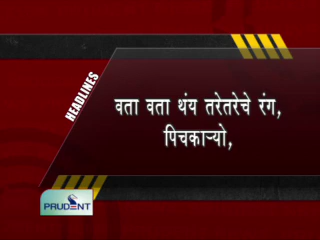 HEADLINES
वता वता थंय तरेतरेचे रंग,
पिचकाऱ्यो,
PRUDENT